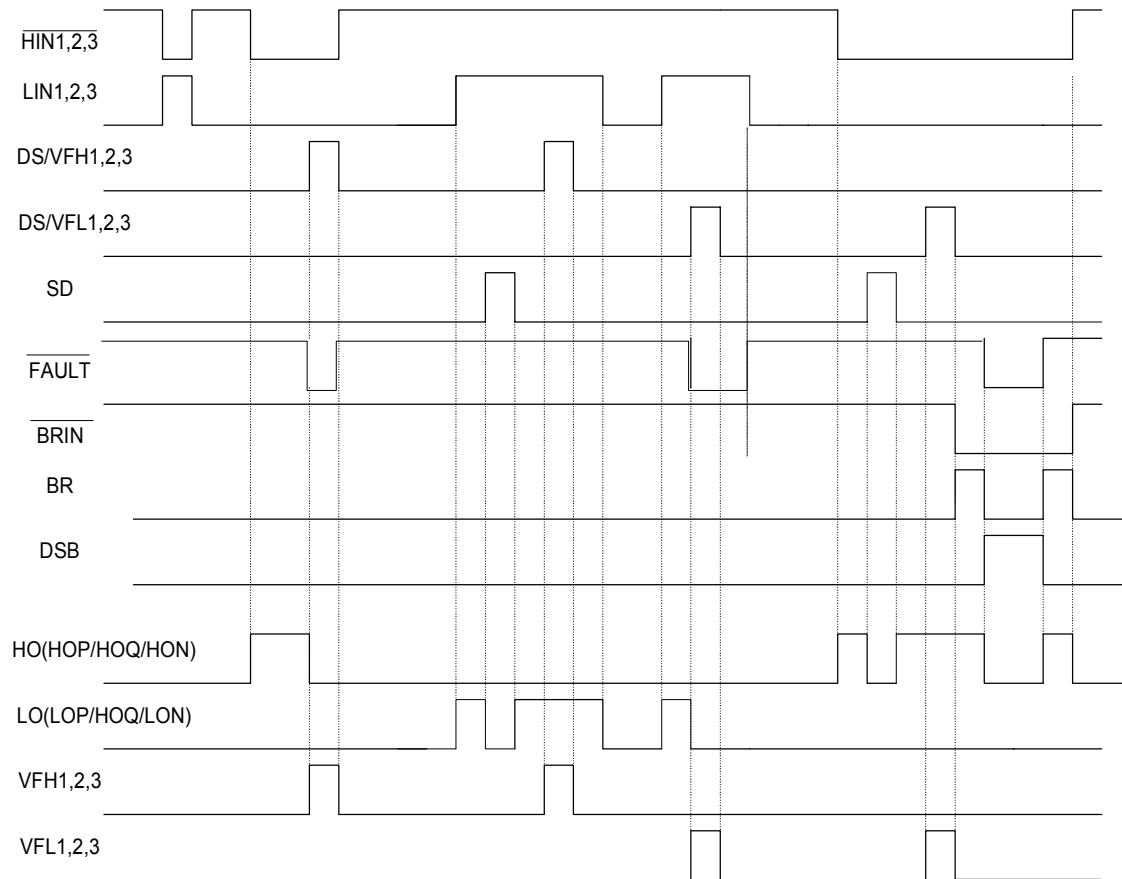 HIN1,2,3
LIN1,2,3
DS/VFH1,2,3
DS/VFL1,2,3
SD
FAULT
BRIN
BR
DSB
HO(HOP/HOQ/HON)
LO(LOP/HOQ/LON)
VFH1,2,3
VFL1,2,3